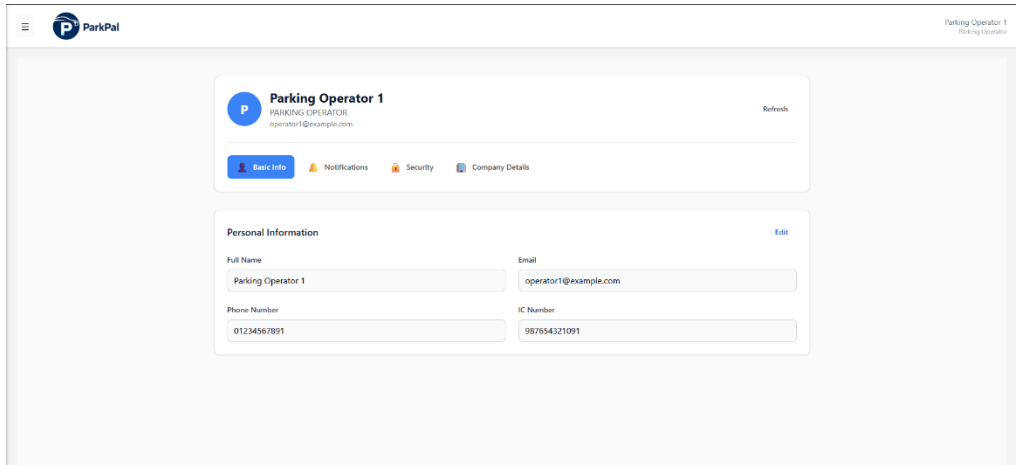 ☰ ParkPal
Parking Operator 1
Parking Operator
P
Parking Operator 1
PARKING OPERATOR
operator1@example.com
Refresh
Basic Info Notifications Security Company Details
Personal Information Edit
Full Name Email
Parking Operator 1 operator1@example.com
Phone Number IC Number
01234567891 987654321091